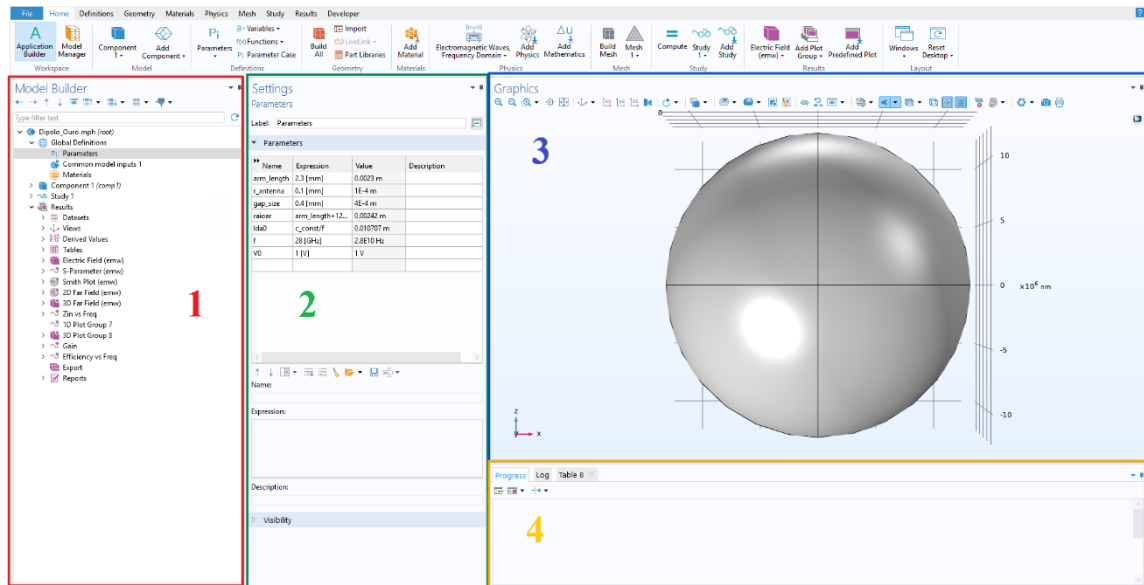 File Home Definitions Geometry Materials Physics Mesh Study Results Developer
Application Builder
Model Manager
Component 1
Add Component
Pi Parameters
a= Variables
f(x) Functions
Pi Parameter Case
Build All
Import
LiveLink
Part Libraries
Add Material
Electromagnetic Waves, Frequency Domain
Add Physics
Add Mathematics
Build Mesh
Mesh 1
Compute
Study 1
Add Study
Electric Field (emw)
Add Plot Group
Add Predefined Plot
Windows
Reset Desktop
Workspace Model Definitions Geometry Materials Physics Mesh Study Results Layout
Model Builder
Type filter text
Dipolo_Ouro.mph (root)
Global Definitions
Pi Parameters
Common model inputs 1
Materials
Component 1 (comp1)
Study 1
Results
Datasets
Views
Derived Values
Tables
Electric Field (emw)
S-Parameter (emw)
Smith Plot (emw)
2D Far Field (emw)
3D Far Field (emw)
Zin vs Freq
1D Plot Group 7
3D Plot Group 8
Gain
Efficiency vs Freq
Export
Reports
1
Settings
Parameters
Label: Parameters
Parameters
Name Expression Value Description
arm_length 2.3 [mm] 0.0023 m
r_antenna 0.1 [mm] 1E-4 m
gap_size 0.4 [mm] 4E-4 m
raioar arm_length+12... 0.00242 m
lda0 c_const/f 0.010707 m
f 28 [GHz] 2.8E10 Hz
V0 1 [V] 1 V
2
Name:
Expression:
Description:
Visibility
Graphics
3
0
10
5
0 ×10⁶ nm
-5
-10
z
y x
Progress Log Table 8
4